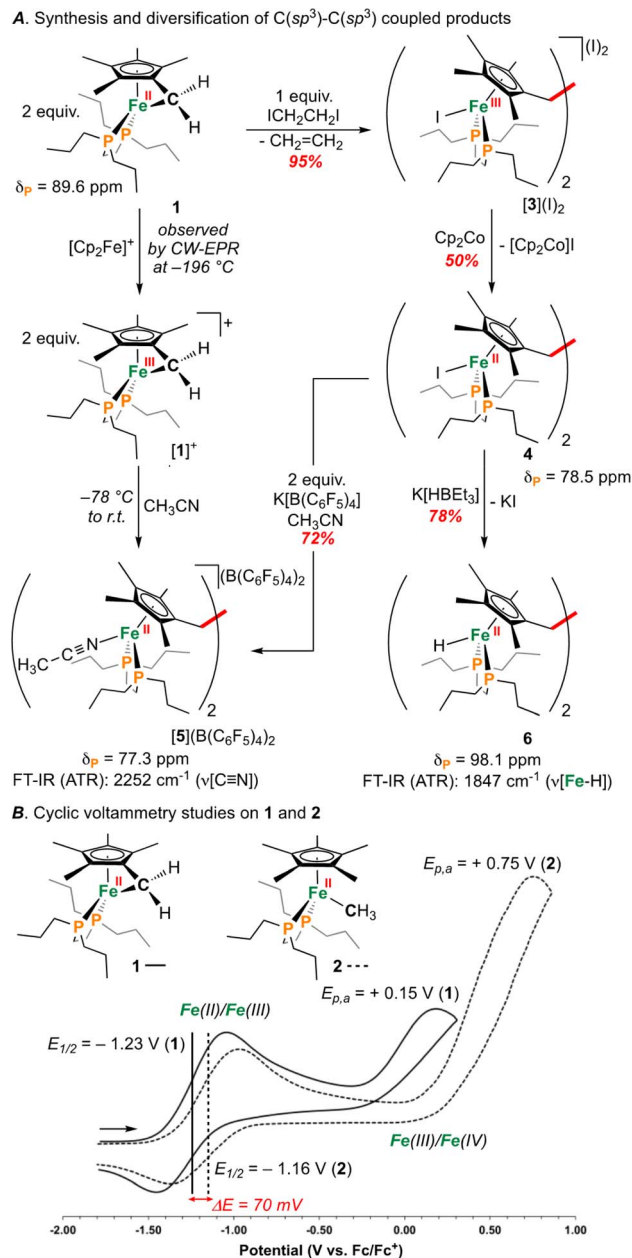 A. Synthesis and diversification of C(sp³)-C(sp³) coupled products
2 equiv.
II
Fe
C
H
H
P
P
δP = 89.6 ppm
1
1 equiv.
ICH2CH2I
- CH2=CH2
95%
(I)2
III
Fe
I
P
P
2
[3](I)2
[Cp2Fe]+
observed
by CW-EPR
at –196 °C
Cp2Co
- [Cp2Co]I
50%
2 equiv.
+
III
Fe
C
H
H
P
P
[1]+
II
Fe
I
P
P
2
4
δP = 78.5 ppm
–78 °C
to r.t.
CH3CN
2 equiv.
K[B(C6F5)4]
CH3CN
72%
K[HBEt3]
- KI
78%
(B(C6F5)4)2
II
Fe
N
C
H3C
P
P
2
[5](B(C6F5)4)2
δP = 77.3 ppm
FT-IR (ATR): 2252 cm⁻¹ (ν[C≡N])
II
Fe
H
P
P
2
6
δP = 98.1 ppm
FT-IR (ATR): 1847 cm⁻¹ (ν[Fe-H])
B. Cyclic voltammetry studies on 1 and 2
II
Fe
C
H
H
P
P
1
II
Fe
CH3
P
P
2
Ep,a = + 0.75 V (2)
Ep,a = + 0.15 V (1)
Fe(II)/Fe(III)
E1/2 = – 1.23 V (1)
Fe(III)/Fe(IV)
E1/2 = – 1.16 V (2)
ΔE = 70 mV
-2.00 -1.50 -1.00 -0.50 0.00 0.50 1.00
Potential (V vs. Fc/Fc⁺)